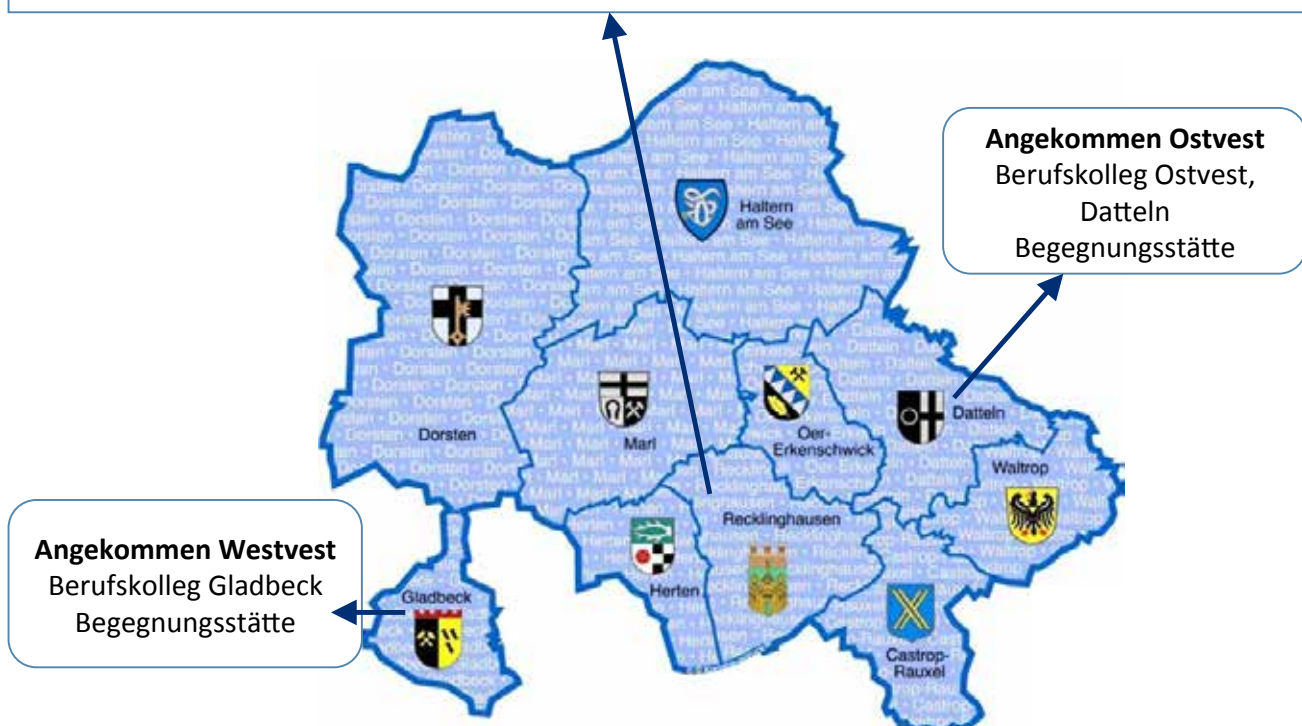 Angekommen Ostvest
Berufskolleg Ostvest,
Datteln
Begegnungsstätte
Haltern
am See
Dorsten
Marl
Oer-
Erkenschwick
Datteln
Waltrop
Recklinghausen
Herten
Castrop-
Rauxel
Angekommen Westvest
Berufskolleg Gladbeck
Begegnungsstätte
Gladbeck